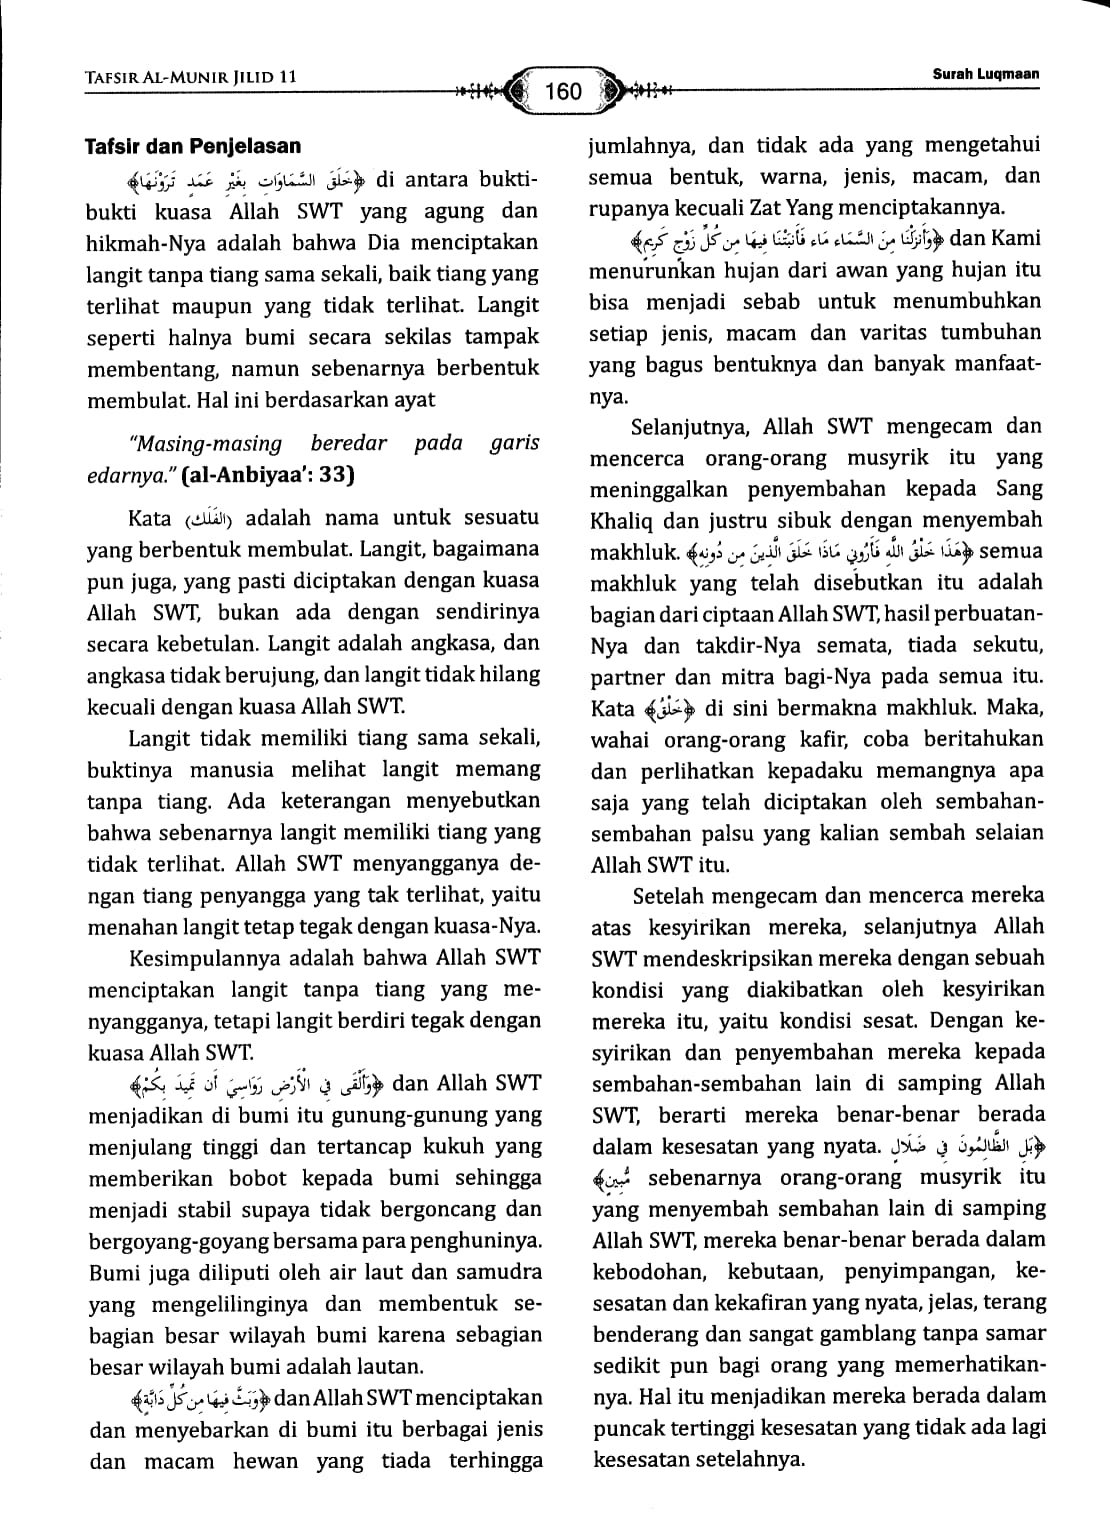 TAFSIR AL-MUNIR JILID 11
160
Surah Luqmaan
Tafsir dan Penjelasan
﴿خَلَقَ السَّمَاوَاتِ بِغَيْرِ عَمَدٍ تَرَوْنَهَا﴾ di antara bukti-
bukti kuasa Allah SWT yang agung dan
hikmah-Nya adalah bahwa Dia menciptakan
langit tanpa tiang sama sekali, baik tiang yang
terlihat maupun yang tidak terlihat. Langit
seperti halnya bumi secara sekilas tampak
membentang, namun sebenarnya berbentuk
membulat. Hal ini berdasarkan ayat
"Masing-masing beredar pada garis
edarnya." (al-Anbiyaa': 33)
Kata (الفَلَك) adalah nama untuk sesuatu
yang berbentuk membulat. Langit, bagaimana
pun juga, yang pasti diciptakan dengan kuasa
Allah SWT, bukan ada dengan sendirinya
secara kebetulan. Langit adalah angkasa, dan
angkasa tidak berujung, dan langit tidak hilang
kecuali dengan kuasa Allah SWT.
Langit tidak memiliki tiang sama sekali,
buktinya manusia melihat langit memang
tanpa tiang. Ada keterangan menyebutkan
bahwa sebenarnya langit memiliki tiang yang
tidak terlihat. Allah SWT menyangganya de-
ngan tiang penyangga yang tak terlihat, yaitu
menahan langit tetap tegak dengan kuasa-Nya.
Kesimpulannya adalah bahwa Allah SWT
menciptakan langit tanpa tiang yang me-
nyangganya, tetapi langit berdiri tegak dengan
kuasa Allah SWT.
﴿وَأَلْقَى فِي الْأَرْضِ رَوَاسِيَ أَن تَمِيدَ بِكُمْ﴾ dan Allah SWT
menjadikan di bumi itu gunung-gunung yang
menjulang tinggi dan tertancap kukuh yang
memberikan bobot kepada bumi sehingga
menjadi stabil supaya tidak bergoncang dan
bergoyang-goyang bersama para penghuninya.
Bumi juga diliputi oleh air laut dan samudra
yang mengelilinginya dan membentuk se-
bagian besar wilayah bumi karena sebagian
besar wilayah bumi adalah lautan.
﴿وَبَثَّ فِيهَا مِن كُلِّ دَابَّةٍ﴾ dan Allah SWT menciptakan
dan menyebarkan di bumi itu berbagai jenis
dan macam hewan yang tiada terhingga
jumlahnya, dan tidak ada yang mengetahui
semua bentuk, warna, jenis, macam, dan
rupanya kecuali Zat Yang menciptakannya.
﴿وَأَنزَلْنَا مِنَ السَّمَاءِ مَاء فَأَنبَتْنَا فِيهَا مِن كُلِّ زَوْجٍ كَرِيمٍ﴾ dan Kami
menurunkan hujan dari awan yang hujan itu
bisa menjadi sebab untuk menumbuhkan
setiap jenis, macam dan varitas tumbuhan
yang bagus bentuknya dan banyak manfaat-
nya.
Selanjutnya, Allah SWT mengecam dan
mencerca orang-orang musyrik itu yang
meninggalkan penyembahan kepada Sang
Khaliq dan justru sibuk dengan menyembah
makhluk. ﴿هَذَا خَلْقُ اللَّهِ فَأَرُونِي مَاذَا خَلَقَ الَّذِينَ مِن دُونِهِ﴾ semua
makhluk yang telah disebutkan itu adalah
bagian dari ciptaan Allah SWT, hasil perbuatan-
Nya dan takdir-Nya semata, tiada sekutu,
partner dan mitra bagi-Nya pada semua itu.
Kata ﴿خَلْقُ﴾ di sini bermakna makhluk. Maka,
wahai orang-orang kafir, coba beritahukan
dan perlihatkan kepadaku memangnya apa
saja yang telah diciptakan oleh sembahan-
sembahan palsu yang kalian sembah selaian
Allah SWT itu.
Setelah mengecam dan mencerca mereka
atas kesyirikan mereka, selanjutnya Allah
SWT mendeskripsikan mereka dengan sebuah
kondisi yang diakibatkan oleh kesyirikan
mereka itu, yaitu kondisi sesat. Dengan ke-
syirikan dan penyembahan mereka kepada
sembahan-sembahan lain di samping Allah
SWT, berarti mereka benar-benar berada
dalam kesesatan yang nyata. ﴿بَلِ الظَّالِمُونَ فِي ضَلَالٍ
مُّبِينٍ﴾ sebenarnya orang-orang musyrik itu
yang menyembah sembahan lain di samping
Allah SWT, mereka benar-benar berada dalam
kebodohan, kebutaan, penyimpangan, ke-
sesatan dan kekafiran yang nyata, jelas, terang
benderang dan sangat gamblang tanpa samar
sedikit pun bagi orang yang memerhatikan-
nya. Hal itu menjadikan mereka berada dalam
puncak tertinggi kesesatan yang tidak ada lagi
kesesatan setelahnya.